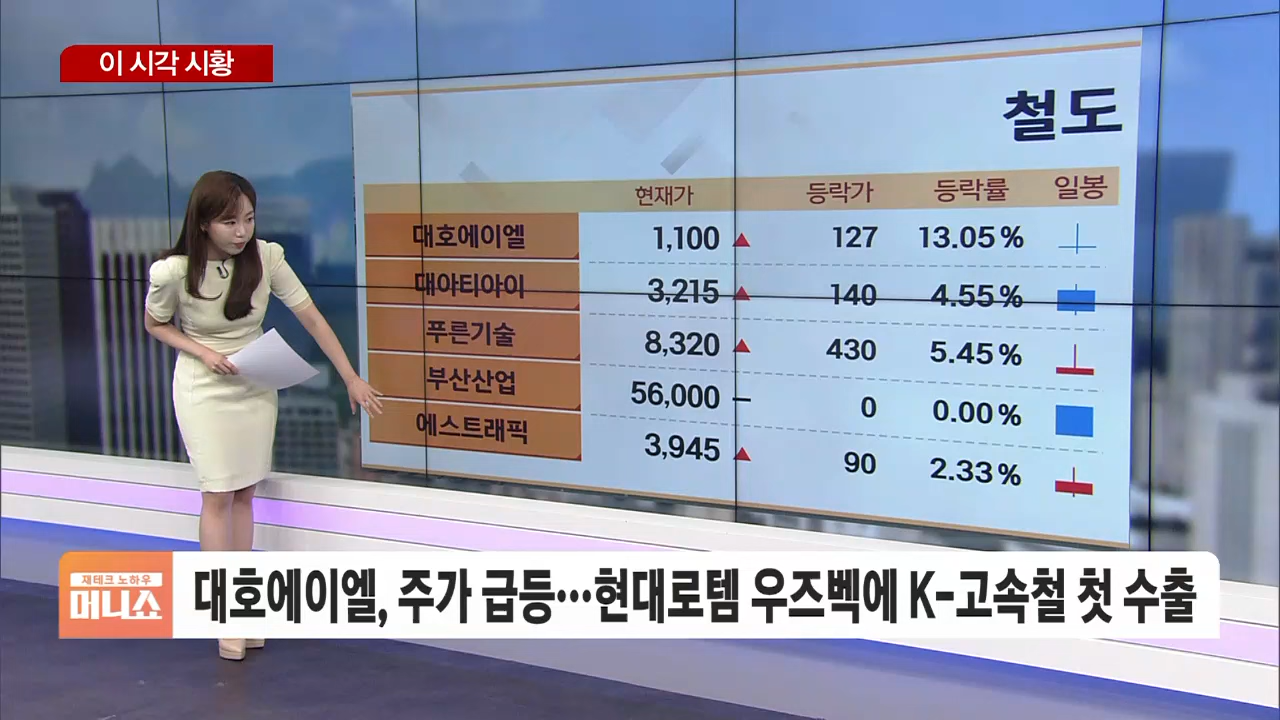 이 시각 시황
철도
현재가 등락가 등락률 일봉
대호에이엘 1,100 ▲ 127 13.05%
대아티아이 3,215 ▲ 140 4.55%
푸른기술 8,320 ▲ 430 5.45%
부산산업 56,000 – 0 0.00%
에스트래픽 3,945 ▲ 90 2.33%
재테크 노하우
머니쇼
대호에이엘, 주가 급등…현대로템 우즈벡에 K-고속철 첫 수출